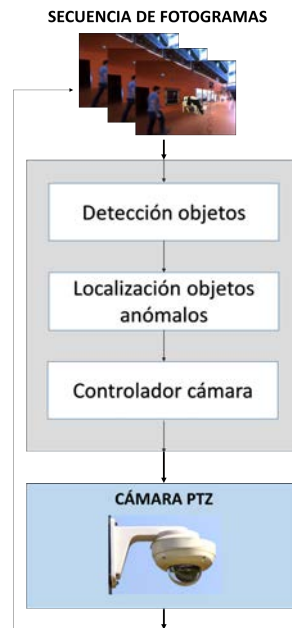 SECUENCIA DE FOTOGRAMAS
Detección objetos
Localización objetos
anómalos
Controlador cámara
CÁMARA PTZ